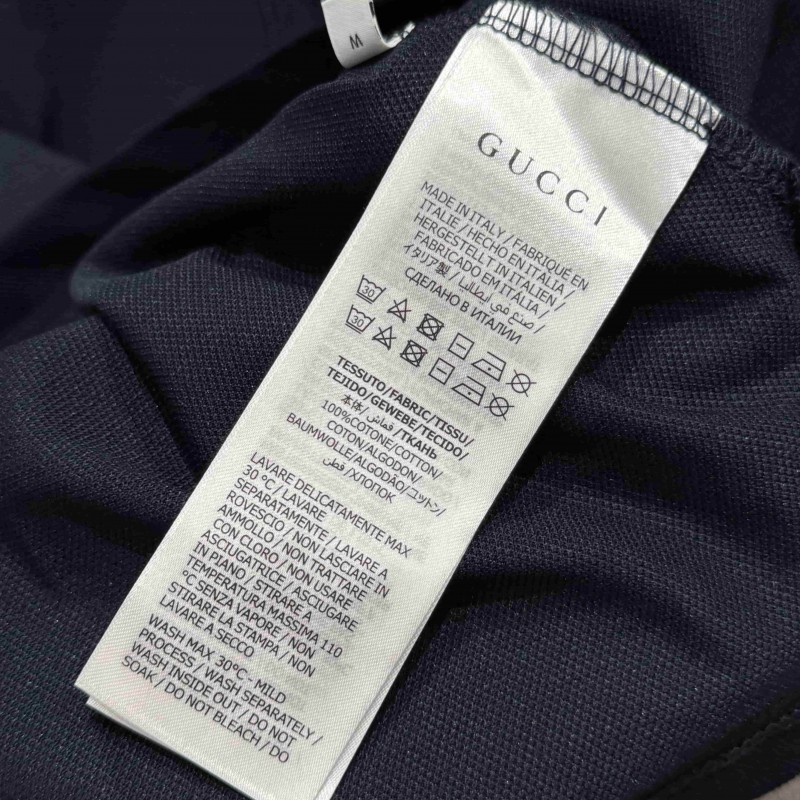 M
GUCCI
MADE IN ITALY / FABRIQUÉ EN
ITALIE / HECHO EN ITALIA /
HERGESTELLT IN ITALIEN /
FABRICADO EM ITÁLIA /
イタリア製 / صنع في ايطاليا /
СДЕЛАНО В ИТАЛИИ
30
30
TESSUTO/FABRIC/TISSU/
TEJIDO/GEWEBE/TECIDO/
本体/ قماش /ТКАНЬ
100%COTONE/COTTON/
COTON/ALGODON/
BAUMWOLLE/ALGODÃO/コットン/
قطن /ХЛОПОК
LAVARE DELICATAMENTE MAX
30 °C / LAVARE
SEPARATAMENTE / LAVARE A
ROVESCIO / NON LASCIARE IN
AMMOLLO / NON TRATTARE
CON CLORO / NON USARE
ASCIUGATRICE / ASCIUGARE
IN PIANO / STIRARE A
TEMPERATURA MASSIMA 110
°C SENZA VAPORE / NON
STIRARE LA STAMPA / NON
LAVARE A SECCO
WASH MAX 30°C - MILD
PROCESS / WASH SEPARATELY /
WASH INSIDE OUT / DO NOT
SOAK / DO NOT BLEACH / DO